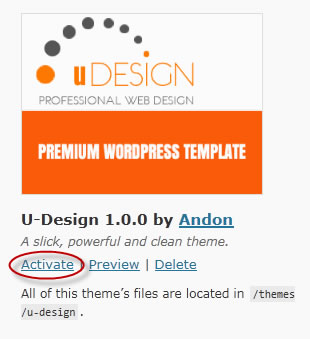 uDESIGN
PROFESSIONAL WEB DESIGN
PREMIUM WORDPRESS TEMPLATE
U-Design 1.0.0 by Andon
A slick, powerful and clean theme.
Activate | Preview | Delete
All of this theme's files are located in /themes
/u-design .